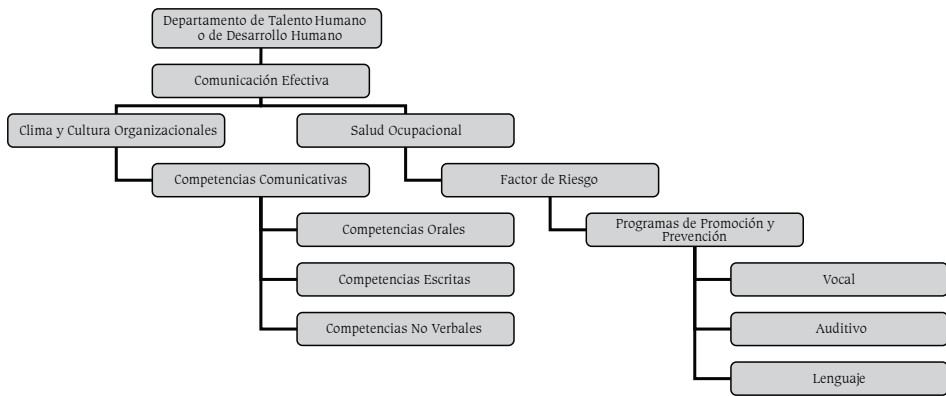 Departamento de Talento Humano
o de Desarrollo Humano
Comunicación Efectiva
Clima y Cultura Organizacionales
Salud Ocupacional
Competencias Comunicativas
Factor de Riesgo
Competencias Orales
Programas de Promoción y
Prevención
Competencias Escritas
Vocal
Competencias No Verbales
Auditivo
Lenguaje